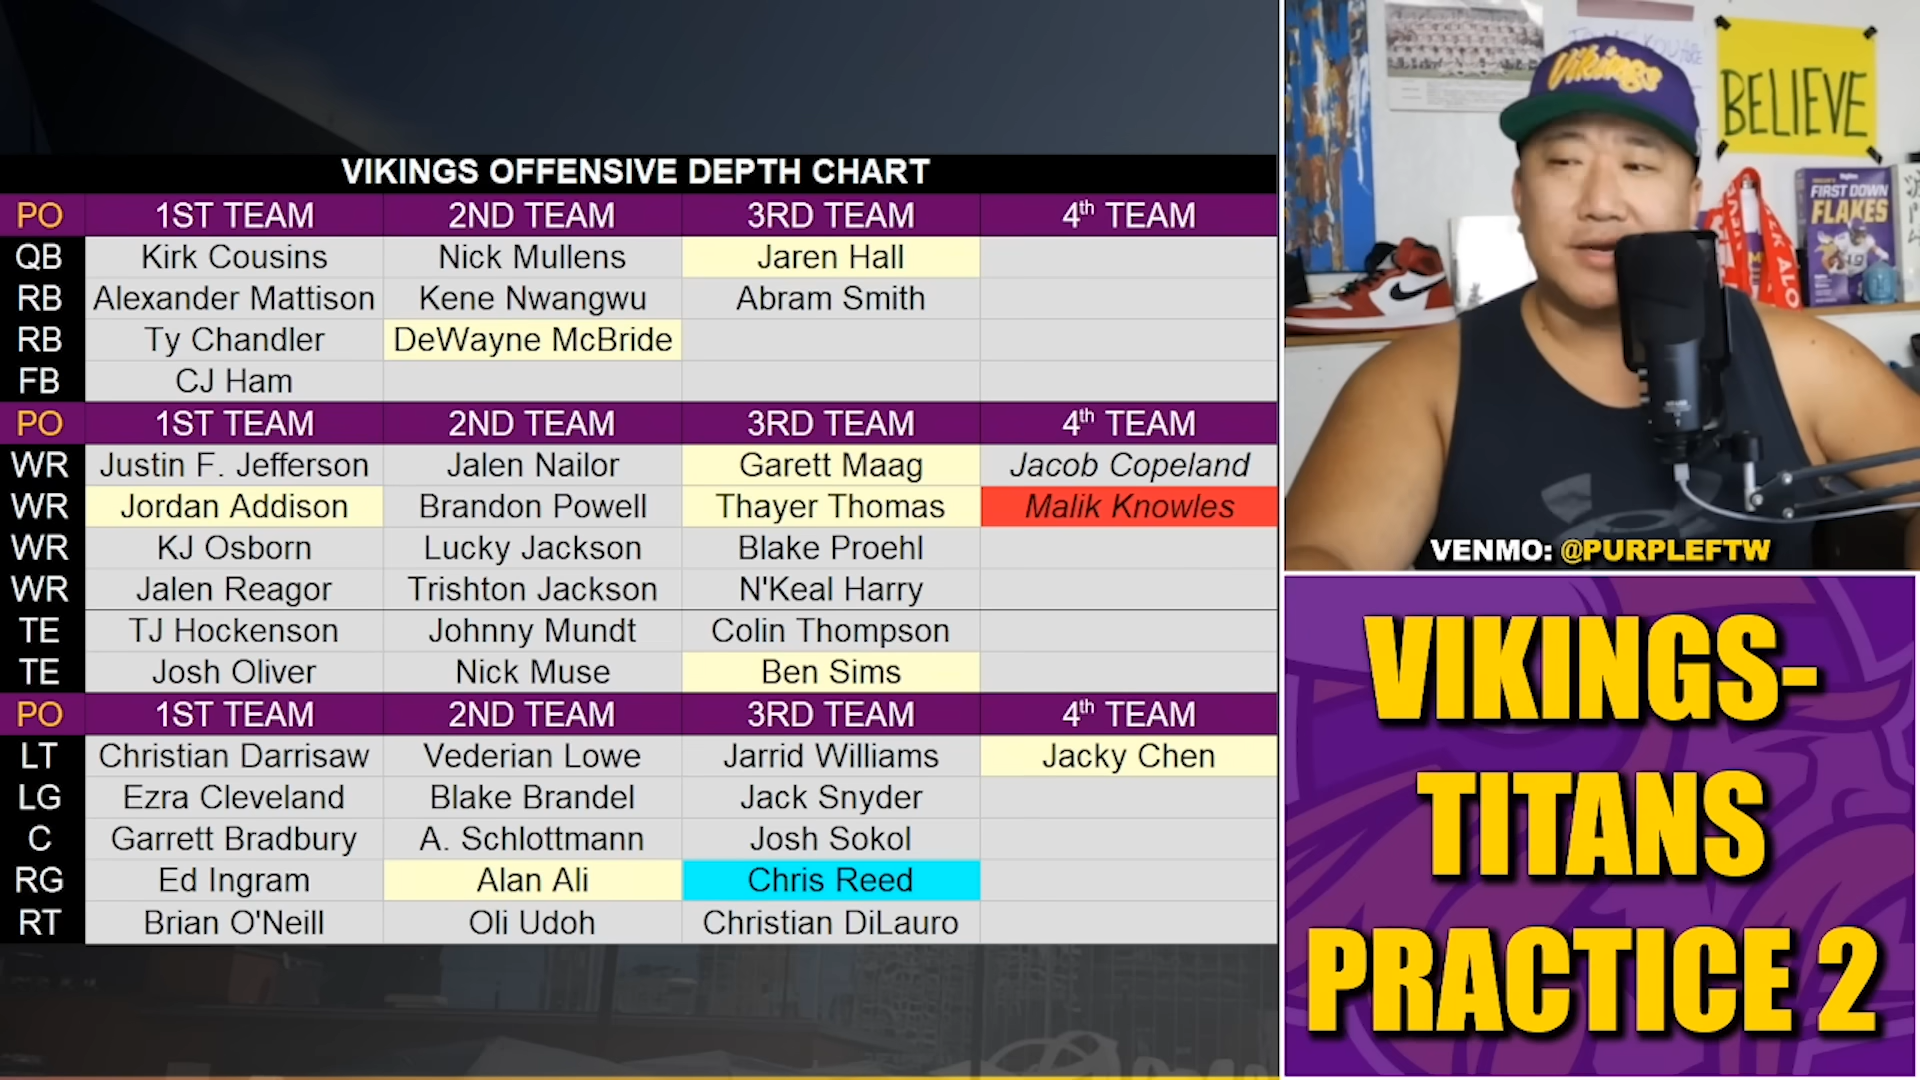 VIKINGS OFFENSIVE DEPTH CHART
PO 1ST TEAM 2ND TEAM 3RD TEAM 4th TEAM
QB Kirk Cousins Nick Mullens Jaren Hall
RB Alexander Mattison Kene Nwangwu Abram Smith
RB Ty Chandler DeWayne McBride
FB CJ Ham
PO 1ST TEAM 2ND TEAM 3RD TEAM 4th TEAM
WR Justin F. Jefferson Jalen Nailor Garett Maag Jacob Copeland
WR Jordan Addison Brandon Powell Thayer Thomas Malik Knowles
WR KJ Osborn Lucky Jackson Blake Proehl
WR Jalen Reagor Trishton Jackson N'Keal Harry
TE TJ Hockenson Johnny Mundt Colin Thompson
TE Josh Oliver Nick Muse Ben Sims
PO 1ST TEAM 2ND TEAM 3RD TEAM 4th TEAM
LT Christian Darrisaw Vederian Lowe Jarrid Williams Jacky Chen
LG Ezra Cleveland Blake Brandel Jack Snyder
C Garrett Bradbury A. Schlottmann Josh Sokol
RG Ed Ingram Alan Ali Chris Reed
RT Brian O'Neill Oli Udoh Christian DiLauro
Vikings
BELIEVE
FIRST DOWN
FLAKES
VENMO: @PURPLEFTW
VIKINGS-
TITANS
PRACTICE 2